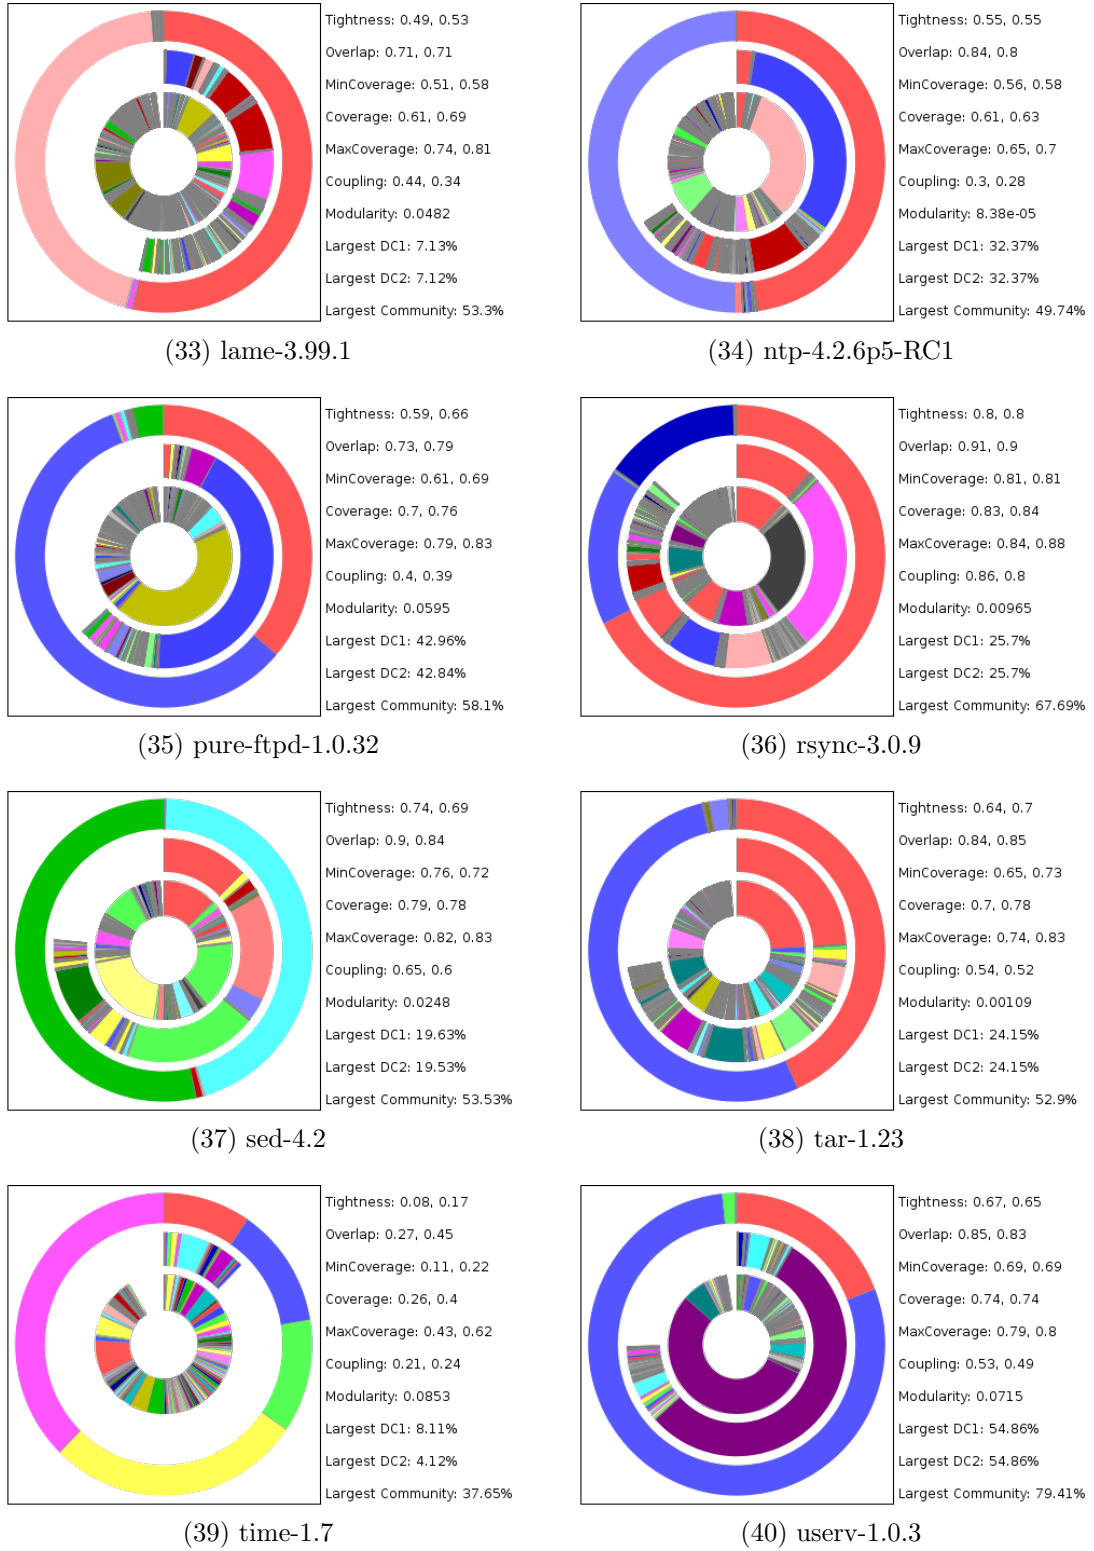 Tightness: 0.49, 0.53
Overlap: 0.71, 0.71
MinCoverage: 0.51, 0.58
Coverage: 0.61, 0.69
MaxCoverage: 0.74, 0.81
Coupling: 0.44, 0.34
Modularity: 0.0482
Largest DC1: 7.13%
Largest DC2: 7.12%
Largest Community: 53.3%
(33) lame-3.99.1
Tightness: 0.55, 0.55
Overlap: 0.84, 0.8
MinCoverage: 0.56, 0.58
Coverage: 0.61, 0.63
MaxCoverage: 0.65, 0.7
Coupling: 0.3, 0.28
Modularity: 8.38e-05
Largest DC1: 32.37%
Largest DC2: 32.37%
Largest Community: 49.74%
(34) ntp-4.2.6p5-RC1
Tightness: 0.59, 0.66
Overlap: 0.73, 0.79
MinCoverage: 0.61, 0.69
Coverage: 0.7, 0.76
MaxCoverage: 0.79, 0.83
Coupling: 0.4, 0.39
Modularity: 0.0595
Largest DC1: 42.96%
Largest DC2: 42.84%
Largest Community: 58.1%
(35) pure-ftpd-1.0.32
Tightness: 0.8, 0.8
Overlap: 0.91, 0.9
MinCoverage: 0.81, 0.81
Coverage: 0.83, 0.84
MaxCoverage: 0.84, 0.88
Coupling: 0.86, 0.8
Modularity: 0.00965
Largest DC1: 25.7%
Largest DC2: 25.7%
Largest Community: 67.69%
(36) rsync-3.0.9
Tightness: 0.74, 0.69
Overlap: 0.9, 0.84
MinCoverage: 0.76, 0.72
Coverage: 0.79, 0.78
MaxCoverage: 0.82, 0.83
Coupling: 0.65, 0.6
Modularity: 0.0248
Largest DC1: 19.63%
Largest DC2: 19.53%
Largest Community: 53.53%
(37) sed-4.2
Tightness: 0.64, 0.7
Overlap: 0.84, 0.85
MinCoverage: 0.65, 0.73
Coverage: 0.7, 0.78
MaxCoverage: 0.74, 0.83
Coupling: 0.54, 0.52
Modularity: 0.00109
Largest DC1: 24.15%
Largest DC2: 24.15%
Largest Community: 52.9%
(38) tar-1.23
Tightness: 0.08, 0.17
Overlap: 0.27, 0.45
MinCoverage: 0.11, 0.22
Coverage: 0.26, 0.4
MaxCoverage: 0.43, 0.62
Coupling: 0.21, 0.24
Modularity: 0.0853
Largest DC1: 8.11%
Largest DC2: 4.12%
Largest Community: 37.65%
(39) time-1.7
Tightness: 0.67, 0.65
Overlap: 0.85, 0.83
MinCoverage: 0.69, 0.69
Coverage: 0.74, 0.74
MaxCoverage: 0.79, 0.8
Coupling: 0.53, 0.49
Modularity: 0.0715
Largest DC1: 54.86%
Largest DC2: 54.86%
Largest Community: 79.41%
(40) userv-1.0.3